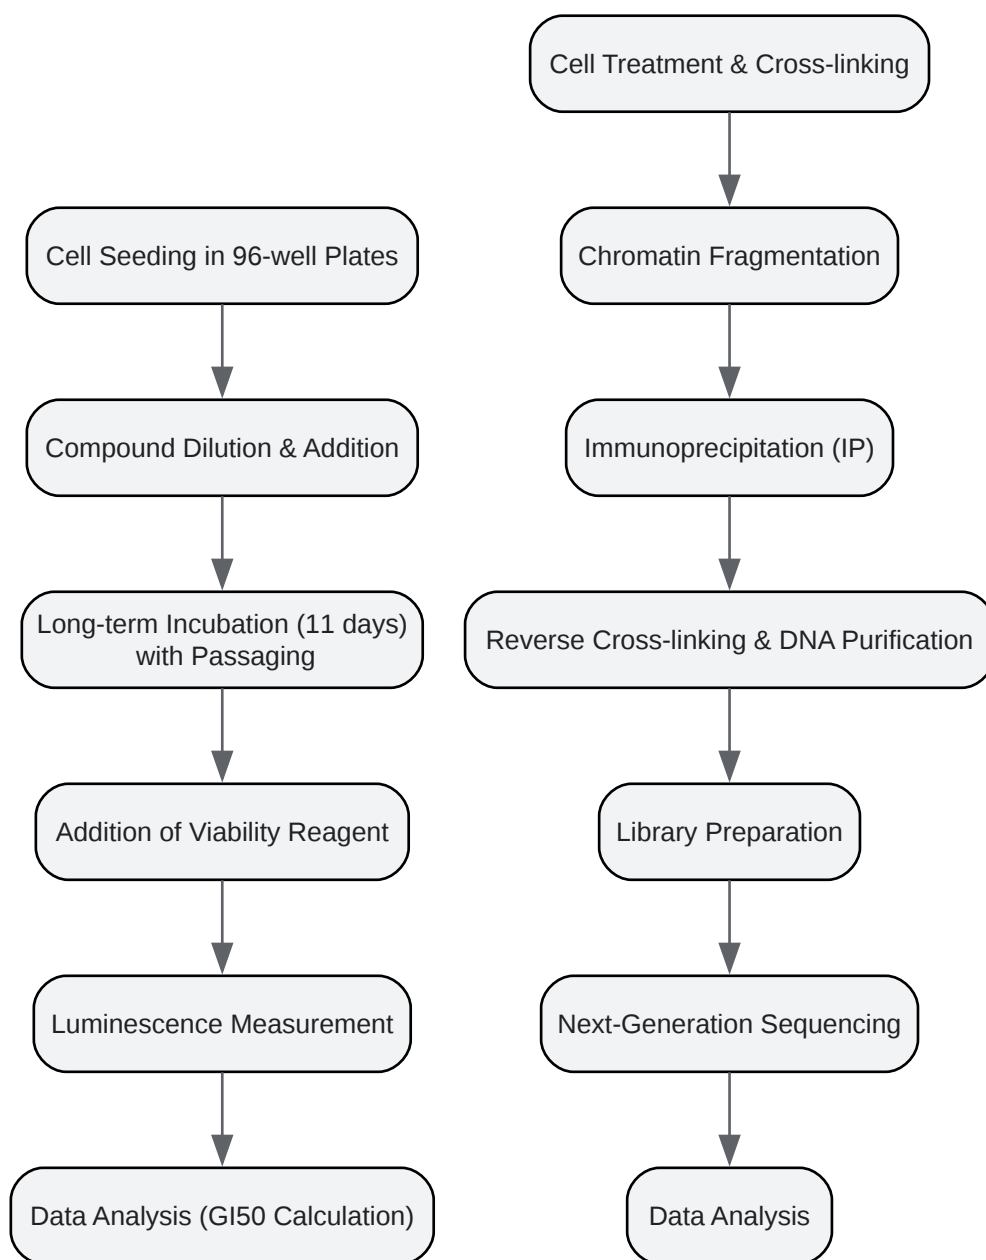 Cell Seeding in 96-well Plates
Compound Dilution & Addition
Long-term Incubation (11 days)
with Passaging
Addition of Viability Reagent
Luminescence Measurement
Data Analysis (GI50 Calculation)
Cell Treatment & Cross-linking
Chromatin Fragmentation
Immunoprecipitation (IP)
Reverse Cross-linking & DNA Purification
Library Preparation
Next-Generation Sequencing
Data Analysis